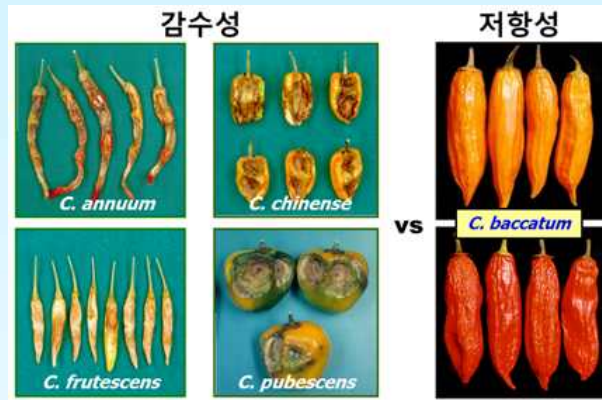 감수성
저항성
C. annuum
C. chinense
vs
C. baccatum
C. frutescens
C. pubescens